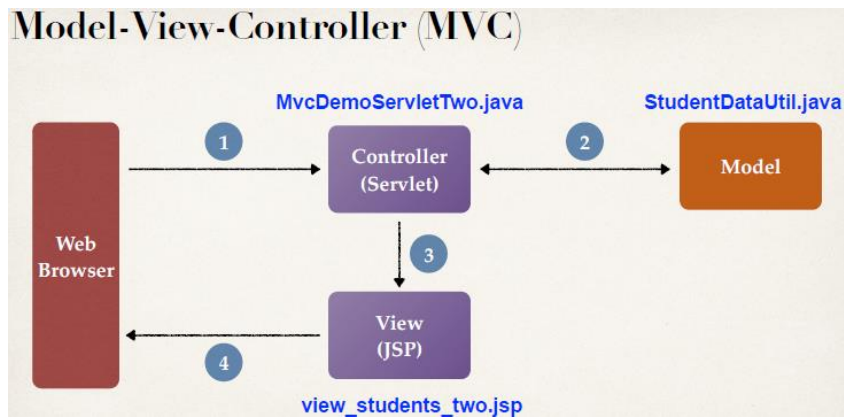 Model-View-Controller (MVC)
MvcDemoServletTwo.java
StudentDataUtil.java
1
Controller
(Servlet)
2
Model
Web
Browser
3
View
(JSP)
4
view_students_two.jsp